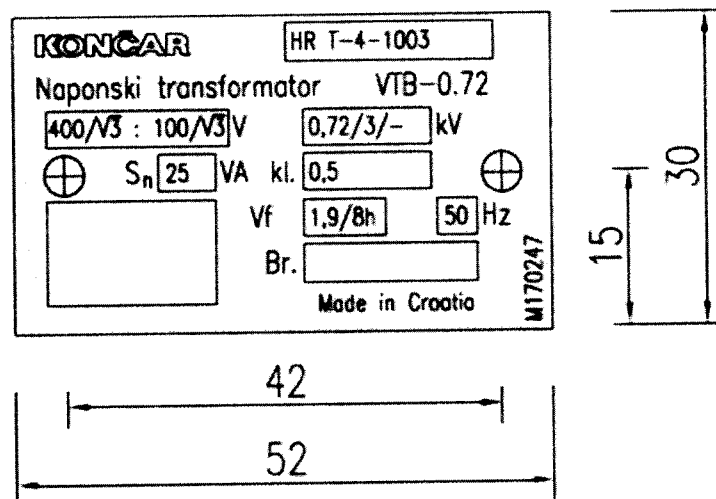 KONČAR HR T-4-1003
Naponski transformator VTB-0.72
400/√3 : 100/√3 V 0,72/3/- kV
Sn 25 VA kl. 0,5
Vf 1,9/8h 50 Hz
Br.
Made in Croatia
M170247
15
30
42
52